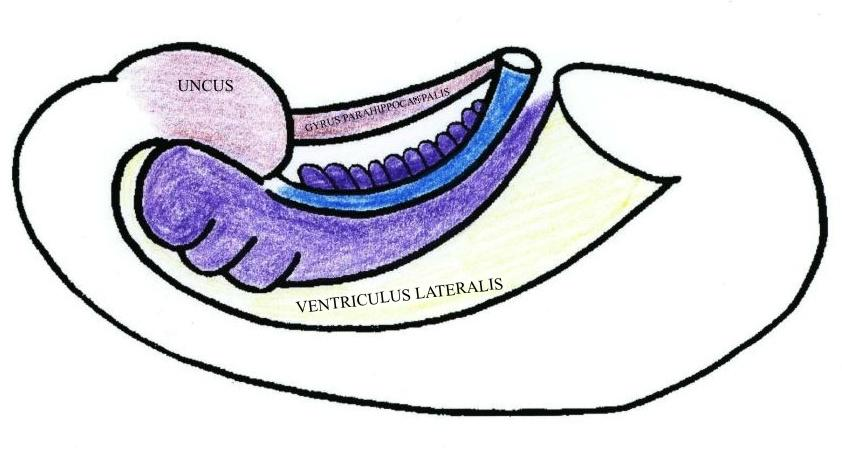 UNCUS
GYRUS PARAHIPPOCAMPALIS
VENTRICULUS LATERALIS